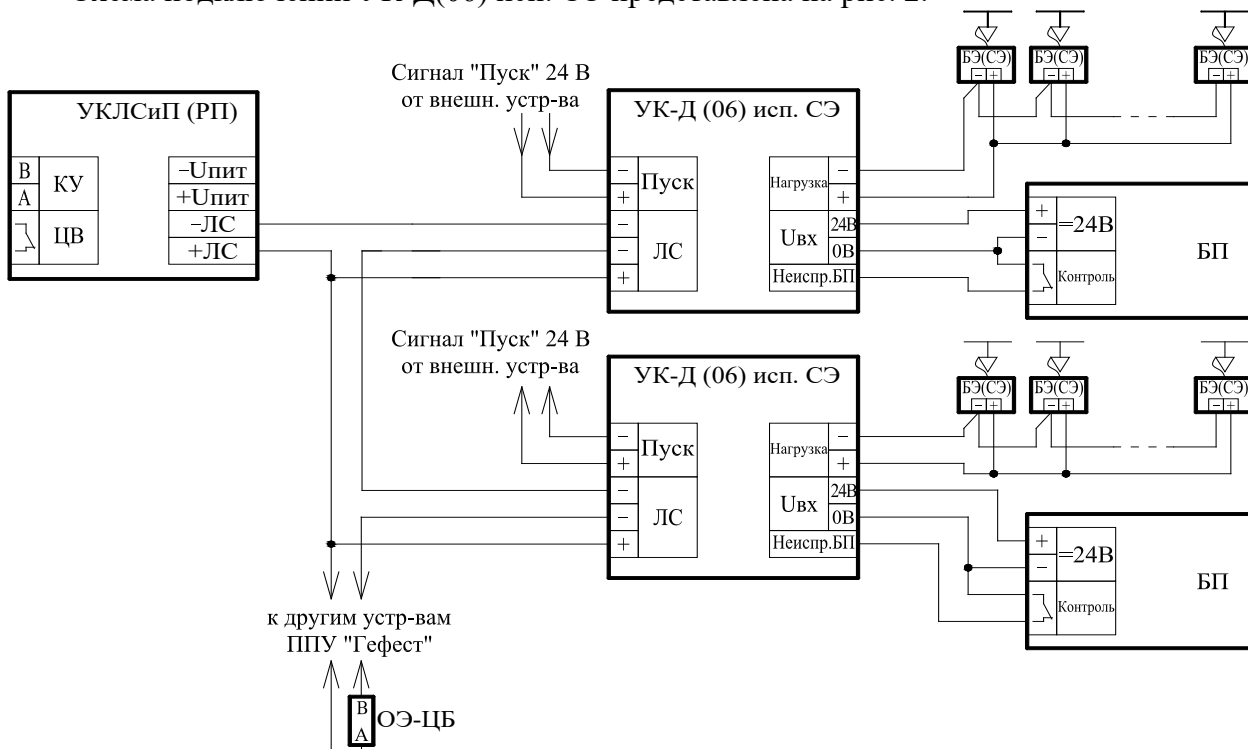 УКЛСиП (РП)
В
А
КУ
ЦВ
−Uпит
+Uпит
−ЛС
+ЛС
Сигнал "Пуск" 24 В
от внешн. устр-ва
УК-Д (06) исп. СЭ
−
+
Пуск
−
−
+
ЛС
Нагрузка
−
+
Uвх
24В
0В
Неиспр.БП
БЭ(СЭ)
− +
БЭ(СЭ)
− +
БЭ(СЭ)
− +
+
−
=24В
Контроль
БП
Сигнал "Пуск" 24 В
от внешн. устр-ва
УК-Д (06) исп. СЭ
−
+
Пуск
−
−
+
ЛС
Нагрузка
−
+
Uвх
24В
0В
Неиспр.БП
БЭ(СЭ)
− +
БЭ(СЭ)
− +
БЭ(СЭ)
− +
+
−
=24В
Контроль
БП
к другим устр-вам
ППУ "Гефест"
В
А
ОЭ-ЦБ